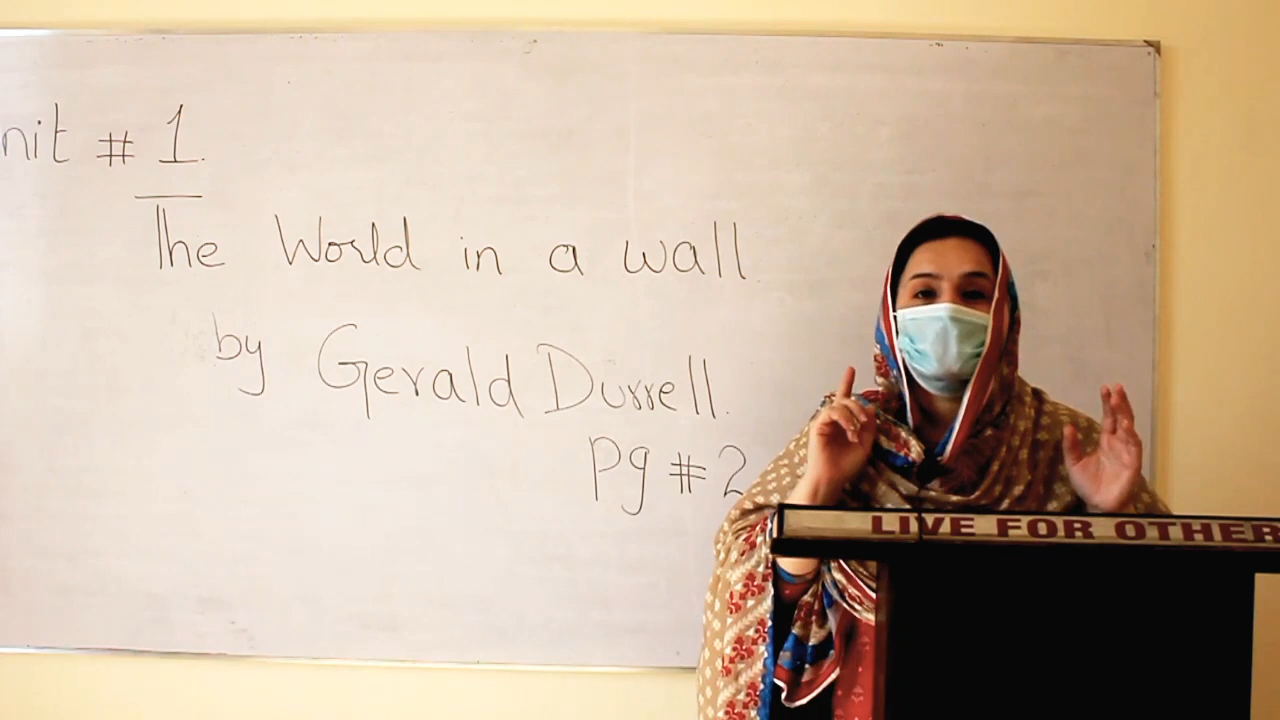 nit # 1.
The World in a wall
by Gerald Durrell.
Pg #2
LIVE FOR OTHER